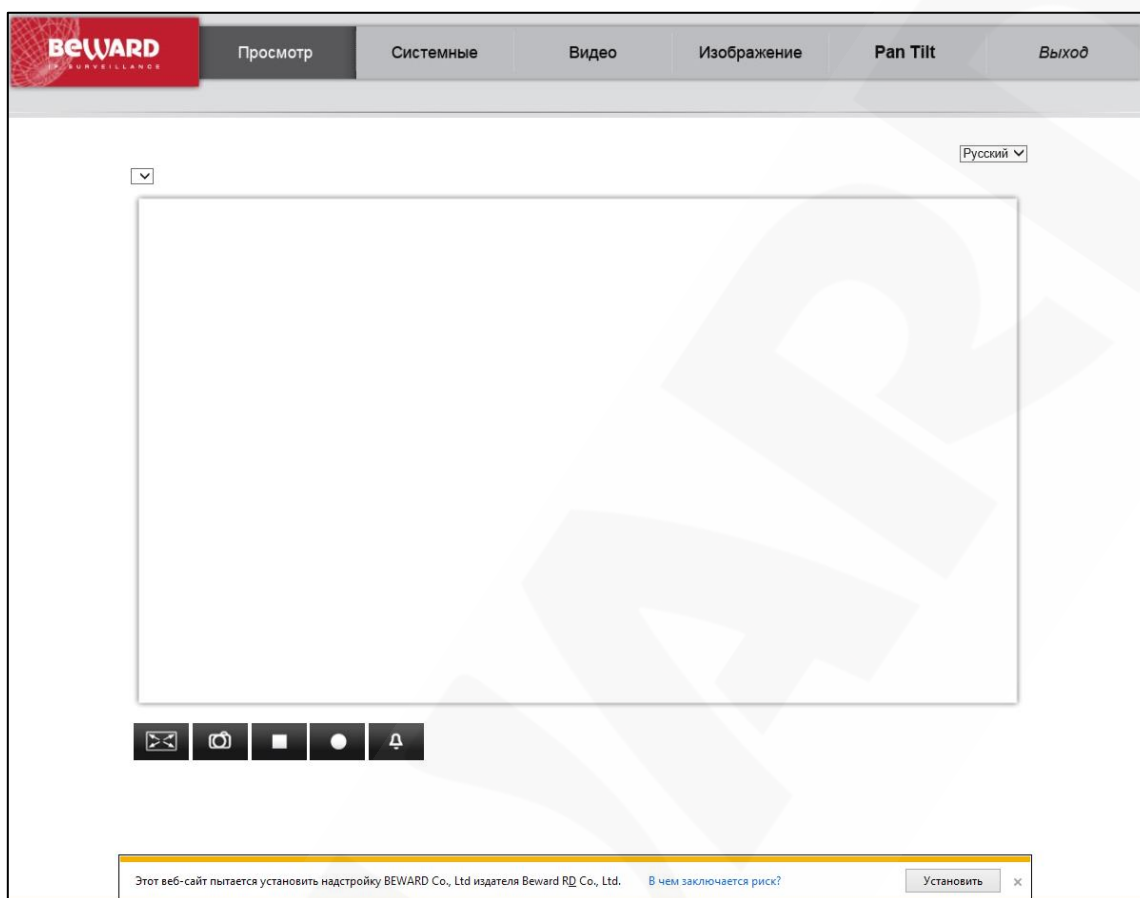 BEWARD
IP SURVEILLANCE
Просмотр
Системные
Видео
Изображение
Pan Tilt
Выход
Русский
Этот веб-сайт пытается установить надстройку BEWARD Co., Ltd издателя Beward RD Co., Ltd. В чем заключается риск? Установить